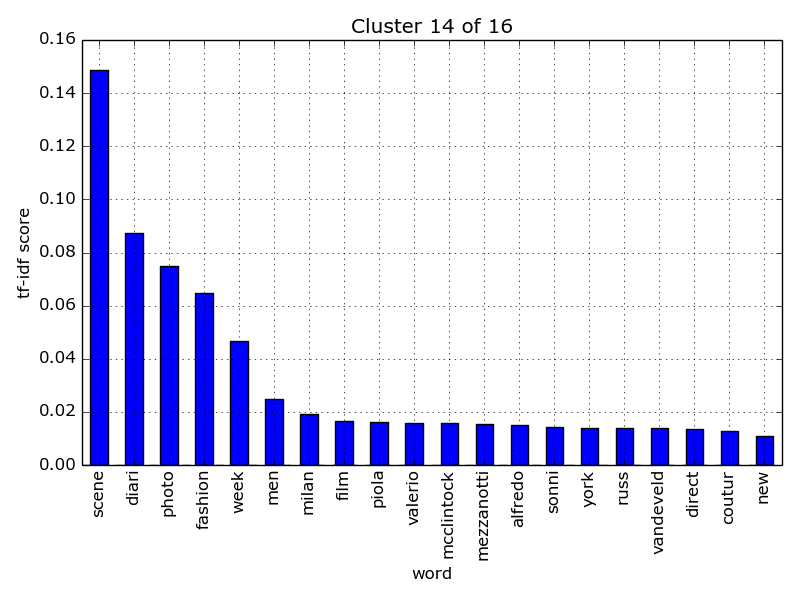 Cluster 14 of 16
0.16
0.14
0.12
0.10
0.08
0.06
0.04
0.02
0.00
tf-idf score
scene
diari
photo
fashion
week
men
milan
film
piola
valerio
mcclintock
mezzanotti
alfredo
sonni
york
russ
vandeveld
direct
coutur
new
word